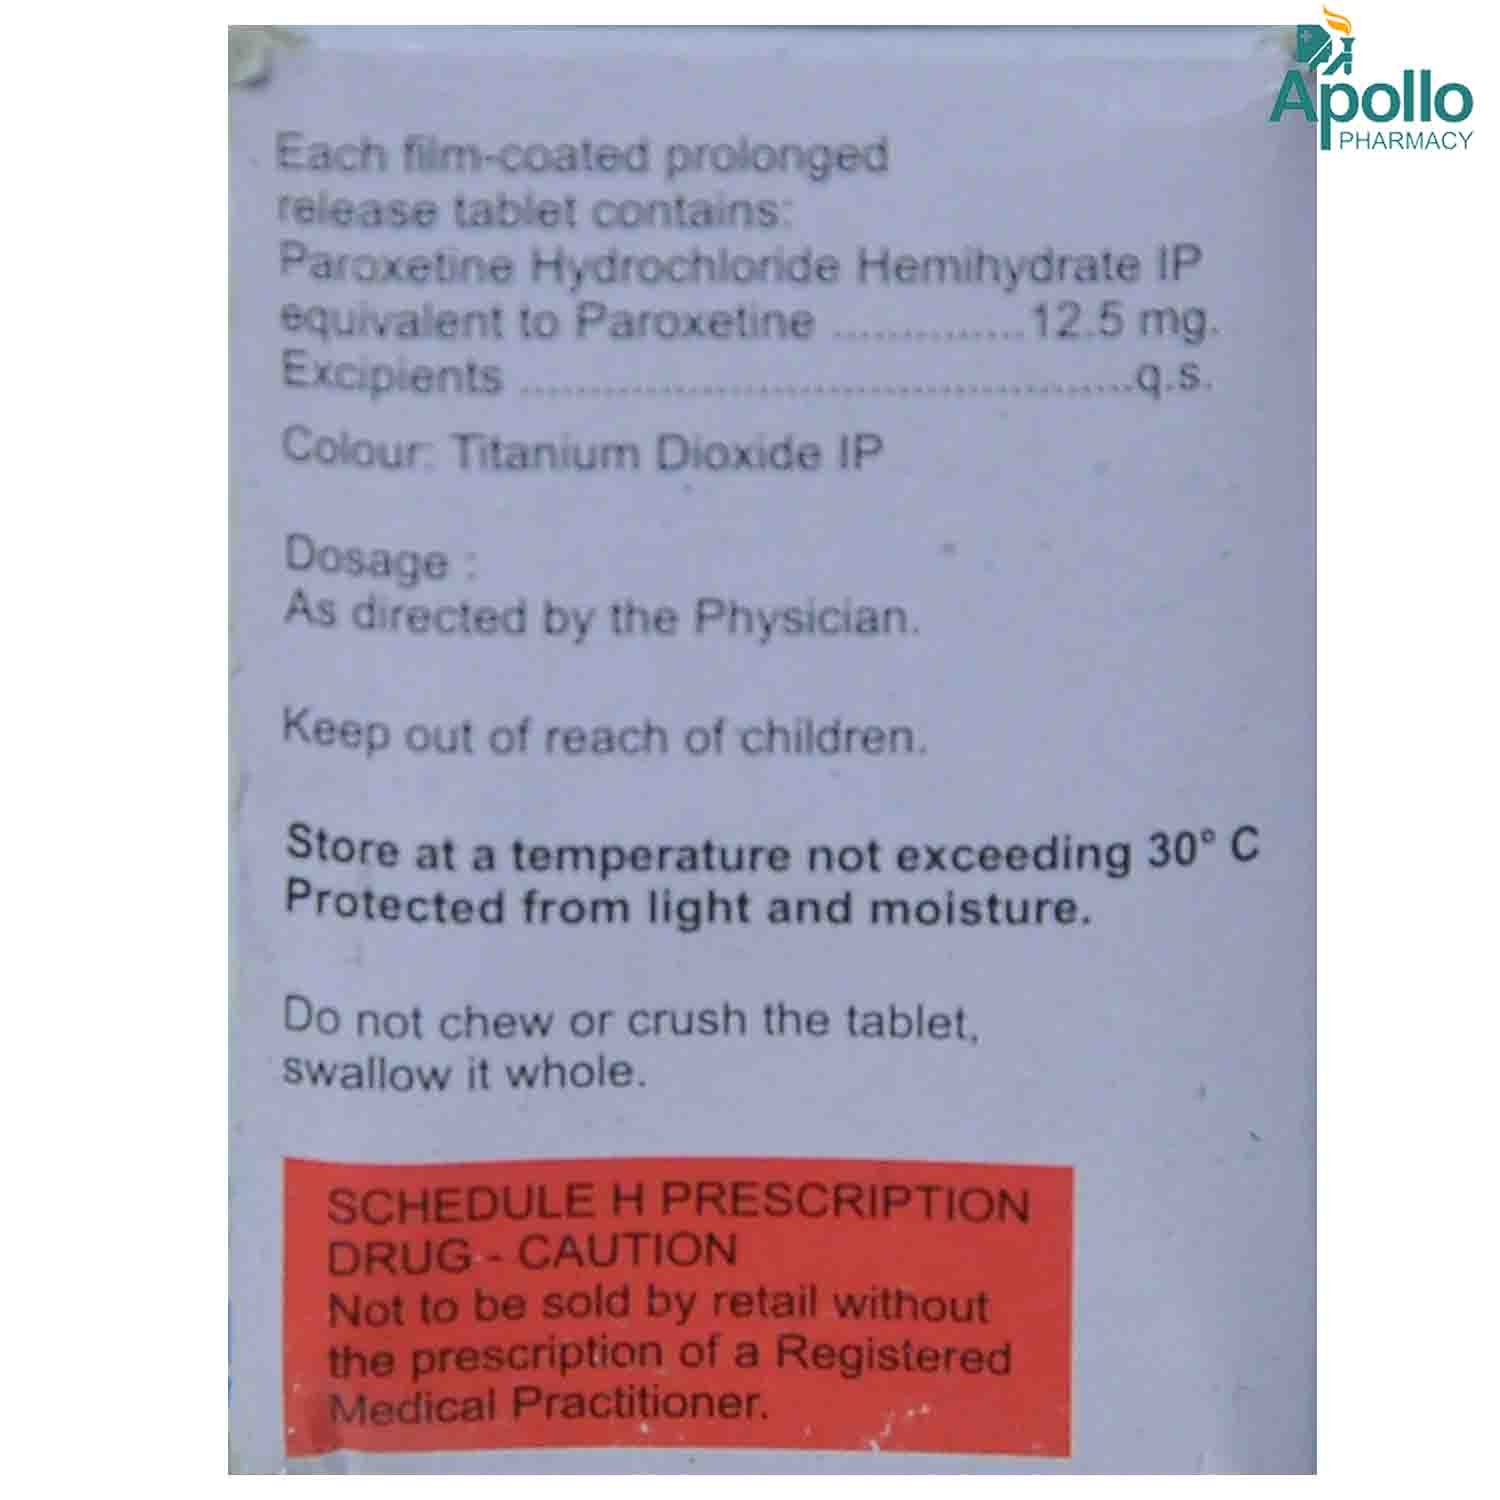 Apollo
PHARMACY
Each film-coated prolonged
release tablet contains:
Paroxetine Hydrochloride Hemihydrate IP
equivalent to Paroxetine ..............12.5 mg.
Excipients ............................................q.s.
Colour: Titanium Dioxide IP
Dosage :
As directed by the Physician.
Keep out of reach of children.
Store at a temperature not exceeding 30° C
Protected from light and moisture.
Do not chew or crush the tablet,
swallow it whole.
SCHEDULE H PRESCRIPTION
DRUG - CAUTION
Not to be sold by retail without
the prescription of a Registered
Medical Practitioner.